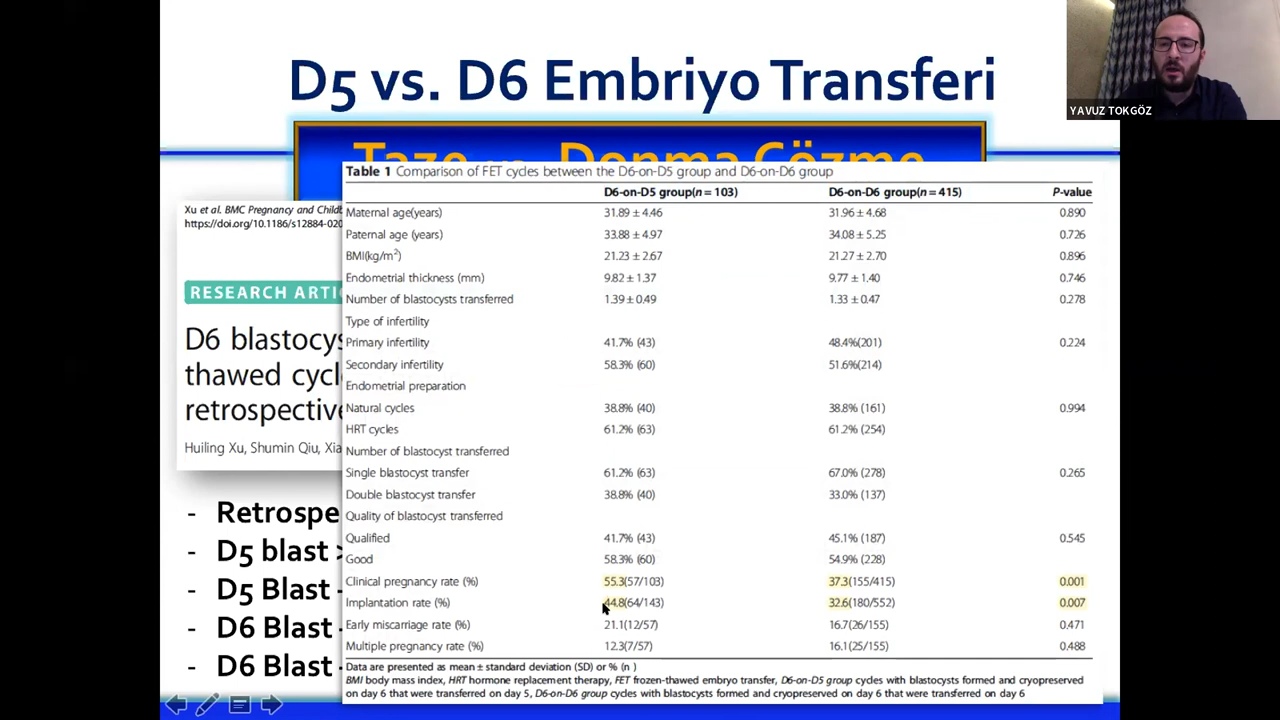 D5 vs. D6 Embriyo Transferi
YAVUZ TOKGÖZ
Taze vs. Donma Çözme
Xu et al. BMC Pregnancy and Childb
https://doi.org/10.1186/s12884-020
RESEARCH ARTI
D6 blastocys
thawed cycl
retrospective
Huiling Xu, Shumin Qiu, Xia
- Retrospe
- D5 blast >
- D5 Blast -
- D6 Blast -
- D6 Blast -
Table 1 Comparison of FET cycles between the D6-on-D5 group and D6-on-D6 group
D6-on-D5 group(n = 103) D6-on-D6 group(n = 415) P-value
Maternal age(years) 31.89 ± 4.46 31.96 ± 4.68 0.890
Paternal age (years) 33.88 ± 4.97 34.08 ± 5.25 0.726
BMI(kg/m²) 21.23 ± 2.67 21.27 ± 2.70 0.896
Endometrial thickness (mm) 9.82 ± 1.37 9.77 ± 1.40 0.746
Number of blastocysts transferred 1.39 ± 0.49 1.33 ± 0.47 0.278
Type of infertility
Primary infertility 41.7% (43) 48.4%(201) 0.224
Secondary infertility 58.3% (60) 51.6%(214)
Endometrial preparation
Natural cycles 38.8% (40) 38.8% (161) 0.994
HRT cycles 61.2% (63) 61.2% (254)
Number of blastocyst transferred
Single blastocyst transfer 61.2% (63) 67.0% (278) 0.265
Double blastocyst transfer 38.8% (40) 33.0% (137)
Quality of blastocyst transferred
Qualified 41.7% (43) 45.1% (187) 0.545
Good 58.3% (60) 54.9% (228)
Clinical pregnancy rate (%) 55.3(57/103) 37.3(155/415) 0.001
Implantation rate (%) 44.8(64/143) 32.6(180/552) 0.007
Early miscarriage rate (%) 21.1(12/57) 16.7(26/155) 0.471
Multiple pregnancy rate (%) 12.3(7/57) 16.1(25/155) 0.488
Data are presented as mean ± standard deviation (SD) or % (n )
BMI body mass index, HRT hormone replacement therapy, FET frozen-thawed embryo transfer, D6-on-D5 group cycles with blastocysts formed and cryopreserved
on day 6 that were transferred on day 5, D6-on-D6 group cycles with blastocysts formed and cryopreserved on day 6 that were transferred on day 6